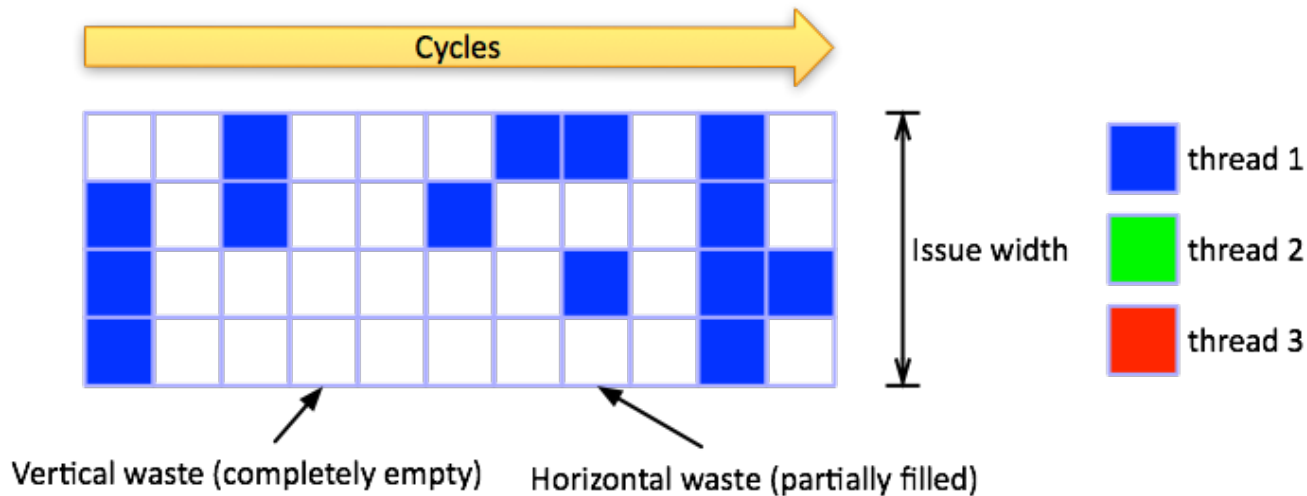 Cycles
thread 1
Issue width
thread 2
thread 3
Vertical waste (completely empty)
Horizontal waste (partially filled)